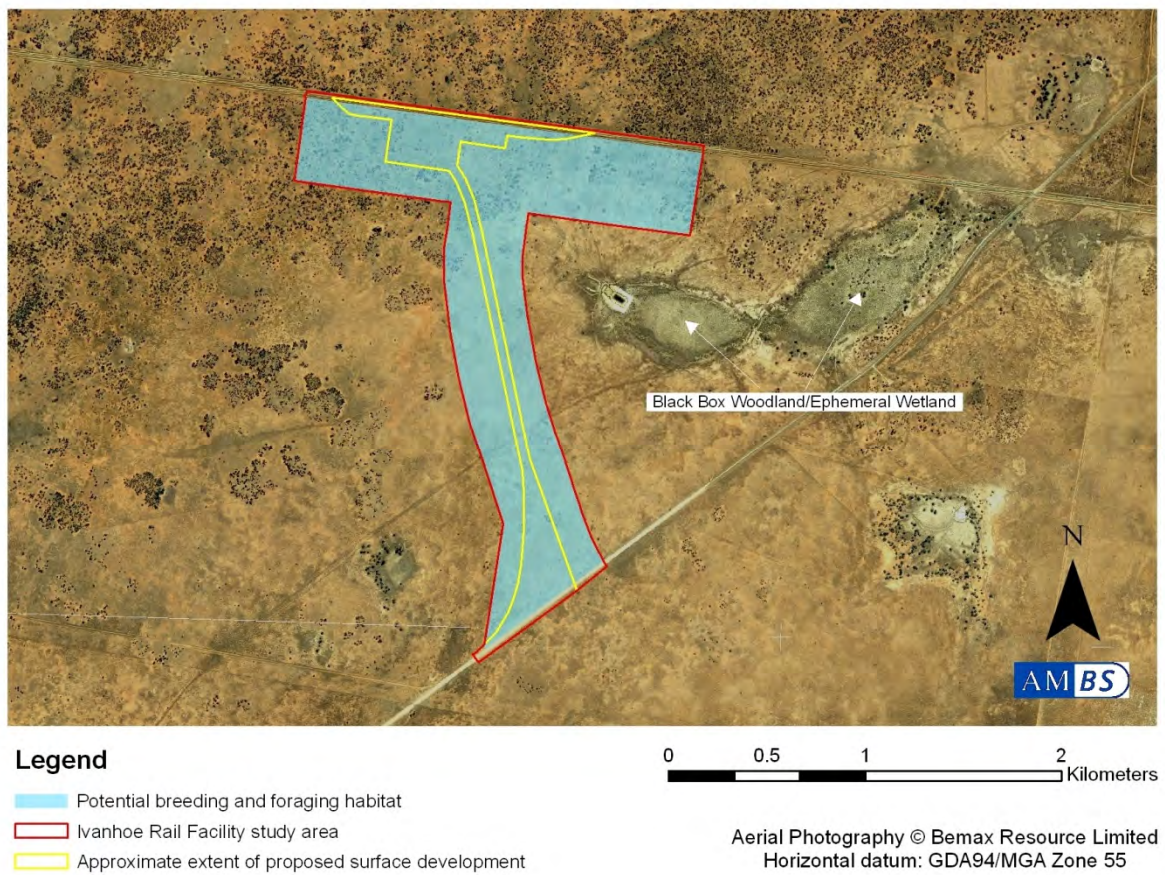 Black Box Woodland/Ephemeral Wetland
N
AMBS
Legend
Potential breeding and foraging habitat
Ivanhoe Rail Facility study area
Approximate extent of proposed surface development
0 0.5 1 2
Kilometers
Aerial Photography © Bemax Resource Limited
Horizontal datum: GDA94/MGA Zone 55